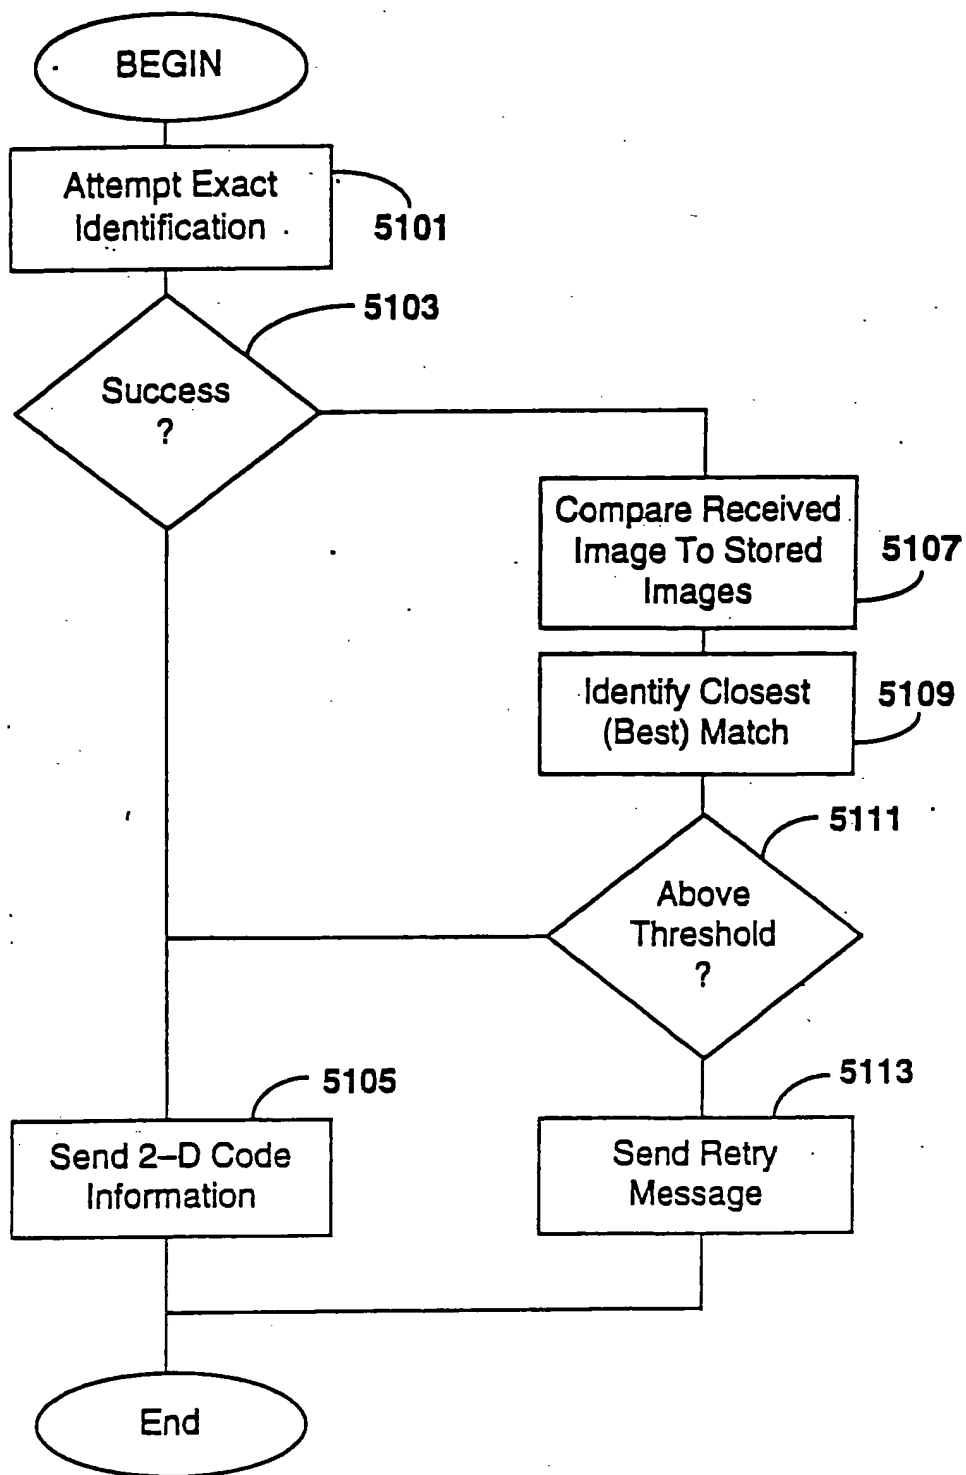 BEGIN
Attempt Exact
Identification
5101
5103
Success
?
Compare Received
Image To Stored
Images
5107
Identify Closest
(Best) Match
5109
5111
Above
Threshold
?
5105
Send 2–D Code
Information
5113
Send Retry
Message
End